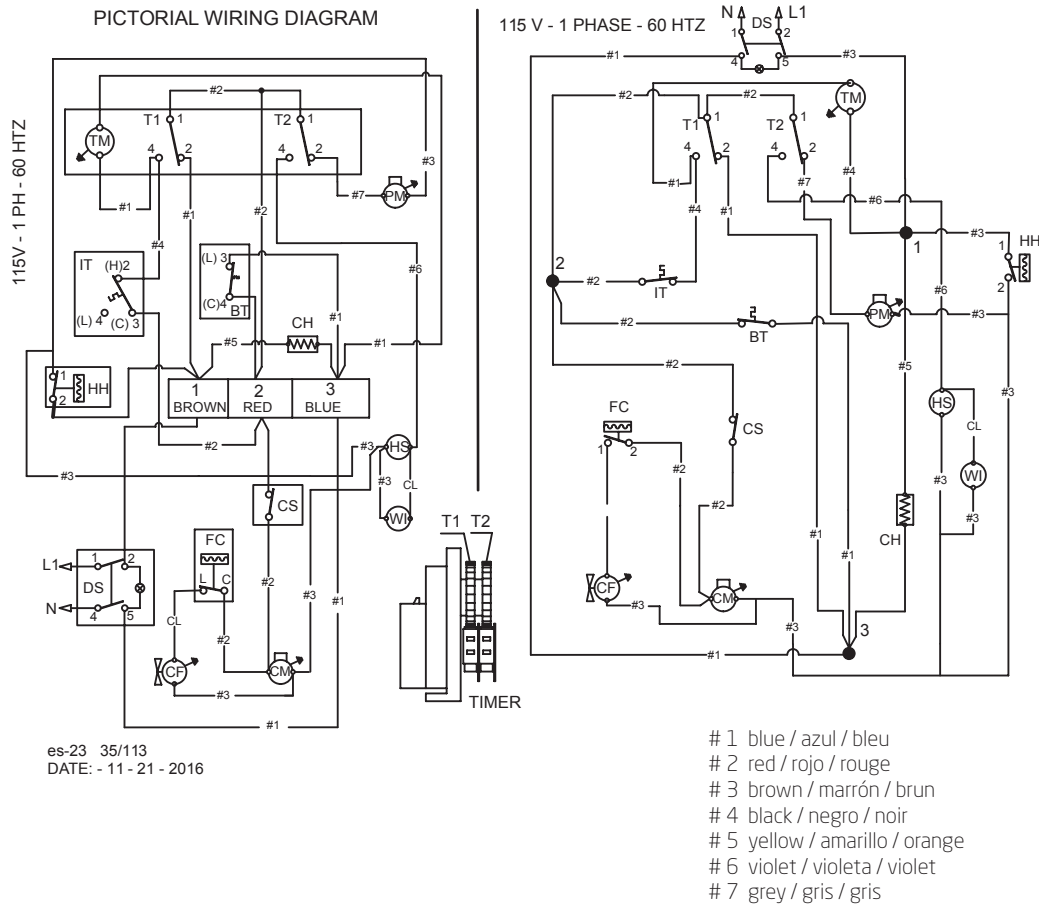 PICTORIAL WIRING DIAGRAM
115V - 1 PH - 60 HTZ
#2
T1 1
T2 1
TM
4 2
4 2
#3
#1
#1
#2
#7
PM
#4
#6
IT (H)2
(L) 4 (C) 3
(L) 3
(C)4 BT
#1
CH
#5
#1
1
2
HH
1 2 3
BROWN RED BLUE
#2
#3
#3
HS
#3
CL
WI
CS
FC
L C
L1
1 2
DS
N
4 5
CL
#2
#2
#3
#1
CF
CM
#3
#1
T1 T2
TIMER
es-23 35/113
DATE: - 11 - 21 - 2016
115 V - 1 PHASE - 60 HTZ
N L1
DS
1 2
4 5
#1
#3
#2
#2
TM
T1 1
T2 1
4 2
4 2
#1
#4
#1
#7
#4
#6
1
#3
1
HH
2
2
#2
IT
#2
BT
PM
#3
#6
#5
#2
#3
FC
1 2
CS
HS
CL
#2
#2
WI
#3
#3
CH
#1
#1
CF
CM
#3
#3
3
#1
# 1 blue / azul / bleu
# 2 red / rojo / rouge
# 3 brown / marrón / brun
# 4 black / negro / noir
# 5 yellow / amarillo / orange
# 6 violet / violeta / violet
# 7 grey / gris / gris